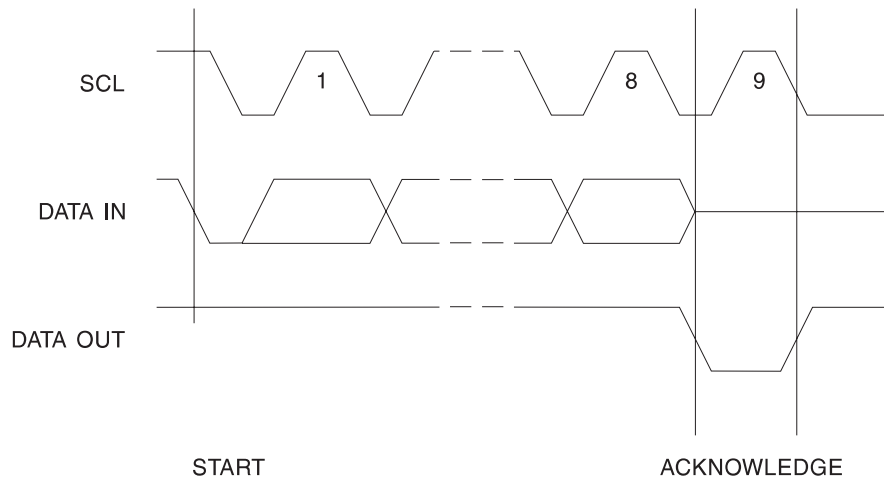 SCL
1
8
9
DATA IN
DATA OUT
START
ACKNOWLEDGE